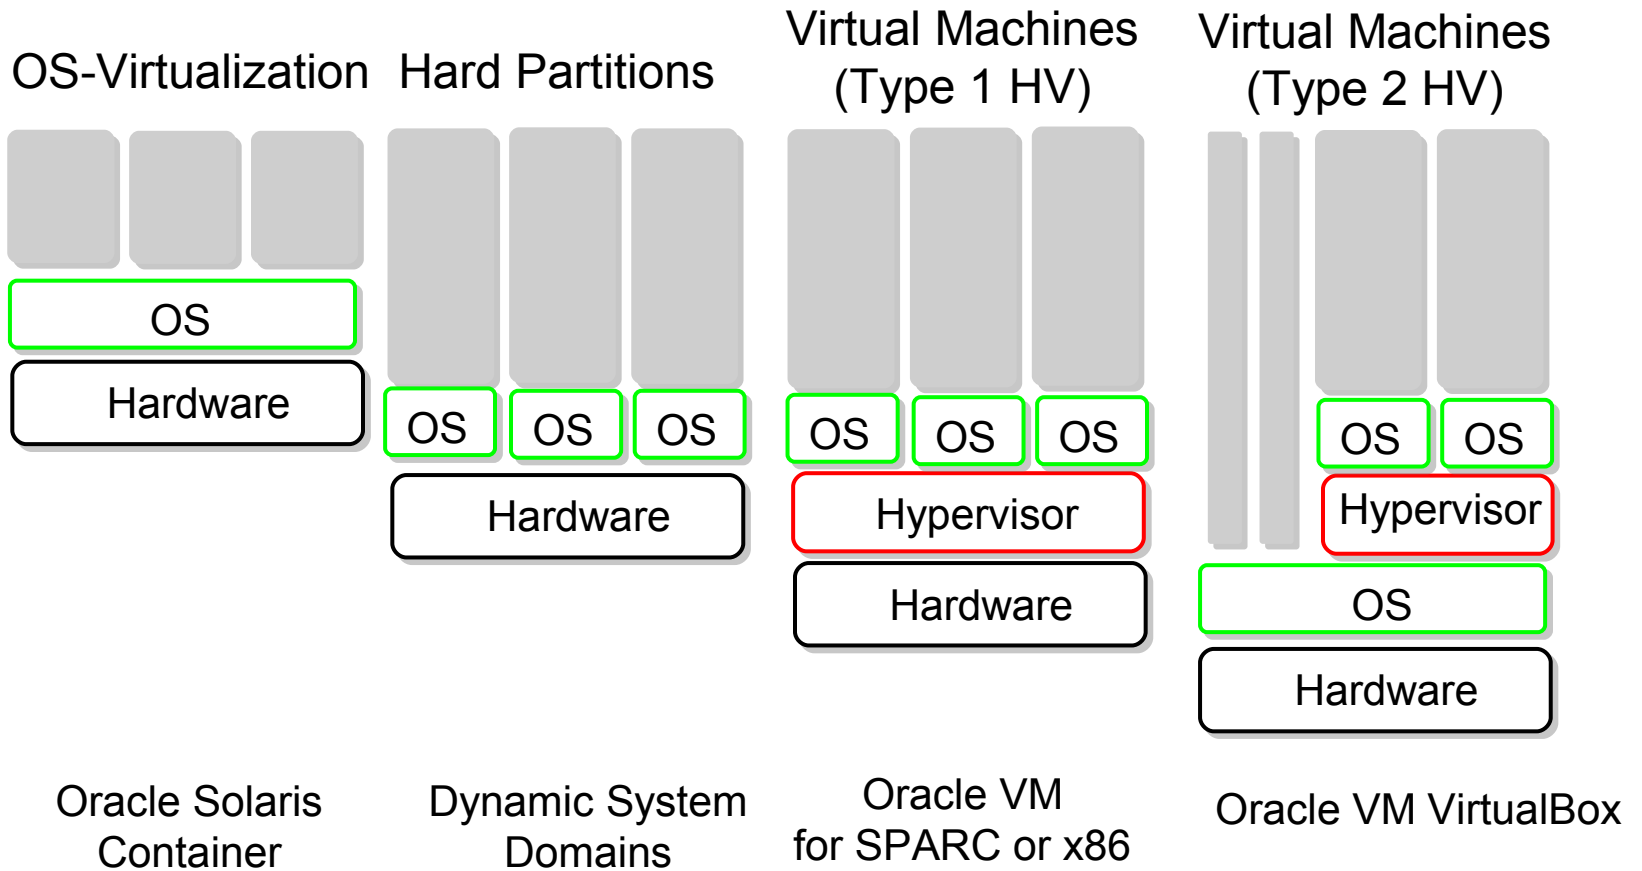 OS-Virtualization
Hard Partitions
Virtual Machines
(Type 1 HV)
Virtual Machines
(Type 2 HV)
OS
Hardware
OS
OS
OS
Hardware
OS
OS
OS
Hypervisor
Hardware
OS
OS
Hypervisor
OS
Hardware
Oracle Solaris
Container
Dynamic System
Domains
Oracle VM
for SPARC or x86
Oracle VM VirtualBox